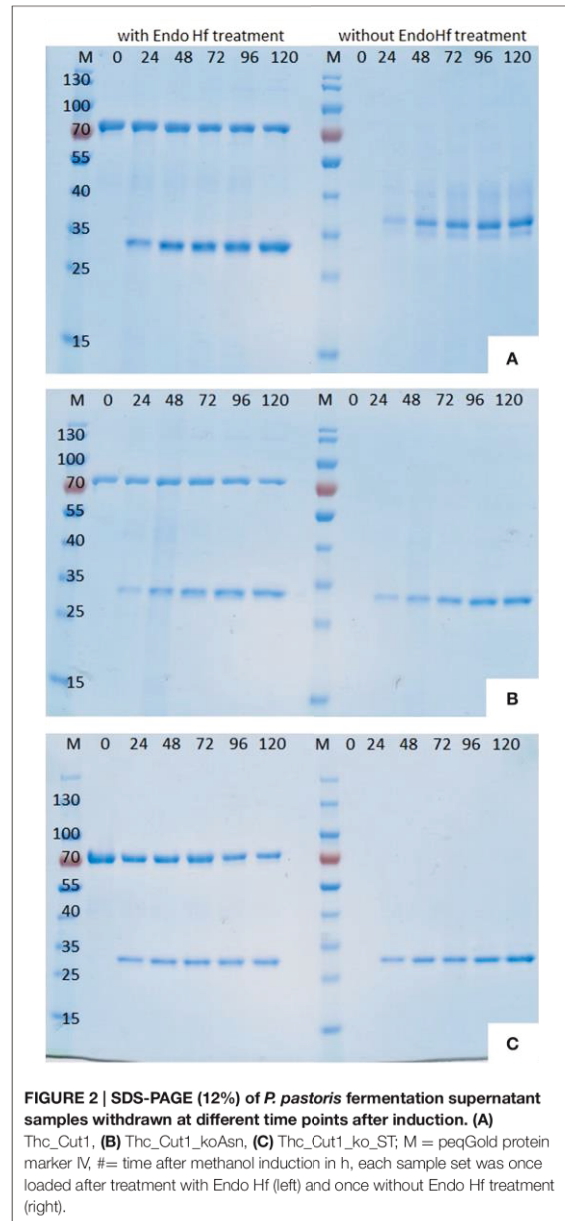 with Endo Hf treatment without EndoHf treatment
M 0 24 48 72 96 120 M 0 24 48 72 96 120
130
100
70
55
40
35
25
15
A
M 0 24 48 72 96 120 M 0 24 48 72 96 120
130
100
70
55
40
35
25
15
B
M 0 24 48 72 96 120 M 0 24 48 72 96 120
130
100
70
55
40
35
25
15
C
FIGURE 2 | SDS-PAGE (12%) of P. pastoris fermentation supernatant
samples withdrawn at different time points after induction. (A)
Thc_Cut1, (B) Thc_Cut1_koAsn, (C) Thc_Cut1_ko_ST; M = peqGold protein
marker IV, #= time after methanol induction in h, each sample set was once
loaded after treatment with Endo Hf (left) and once without Endo Hf treatment
(right).